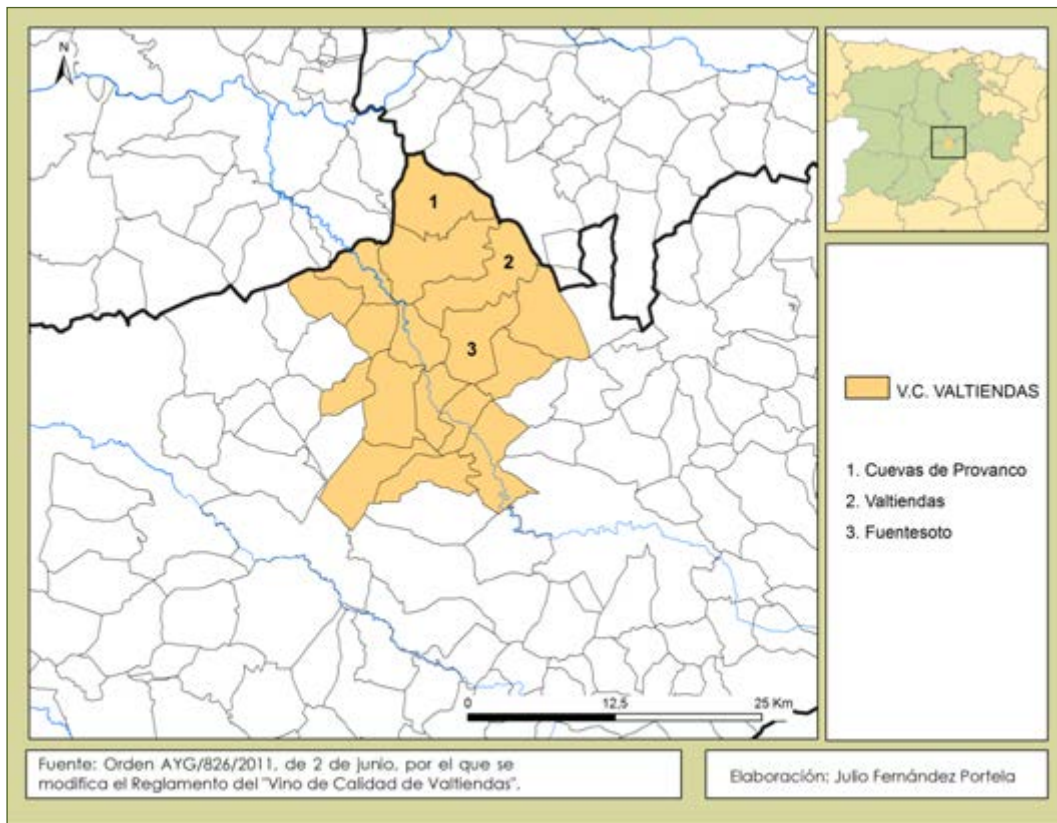 N
1
2
3
0 12,5 25 Km
V.C. VALTIENDAS
1. Cuevas de Provanco
2. Valtiendas
3. Fuentesoto
Fuente: Orden AYG/826/2011, de 2 de junio, por el que se
modifica el Reglamento del "Vino de Calidad de Valtiendas".
Elaboración: Julio Fernández Portela